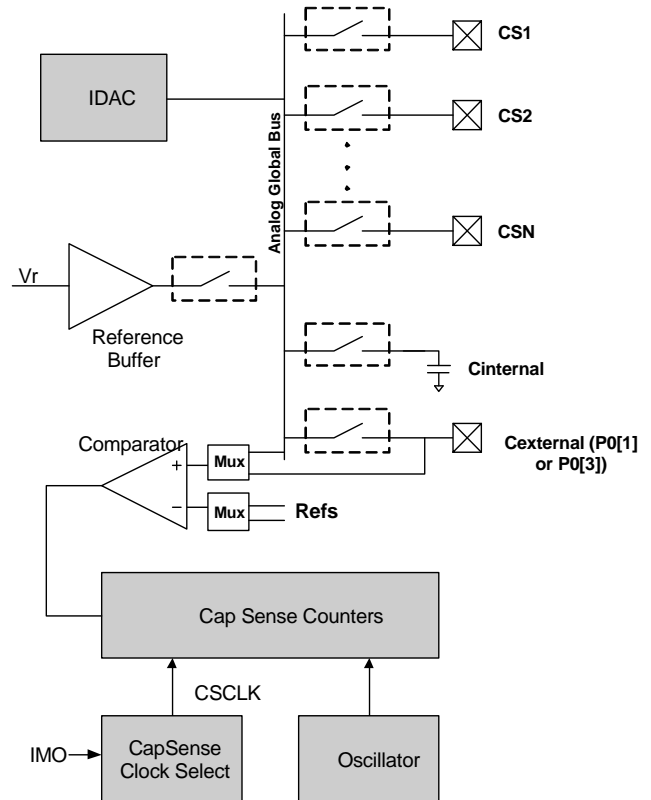 CS1
IDAC
CS2
Analog Global Bus
CSN
Vr
Reference
Buffer
Cinternal
Comparator
+
Mux
Cexternal (P0[1]
or P0[3])
−
Mux
Refs
Cap Sense Counters
CSCLK
IMO
CapSense
Clock Select
Oscillator